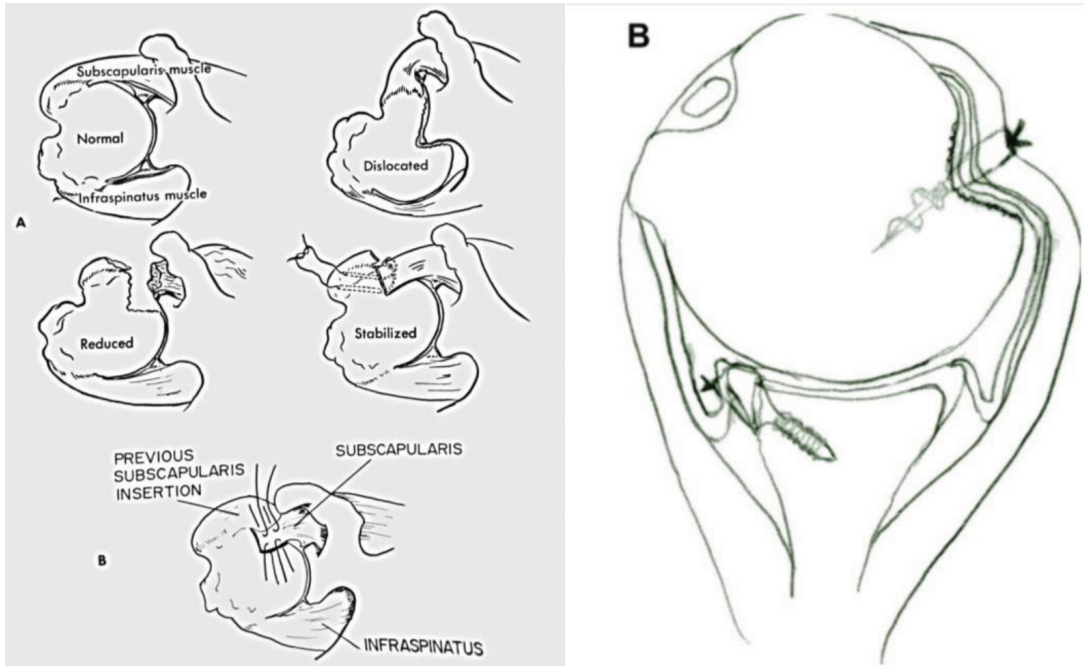 Subscapularis muscle
Normal
Infraspinatus muscle
Dislocated
A
Reduced
Stabilized
PREVIOUS
SUBSCAPULARIS
INSERTION
SUBSCAPULARIS
B
INFRASPINATUS
B